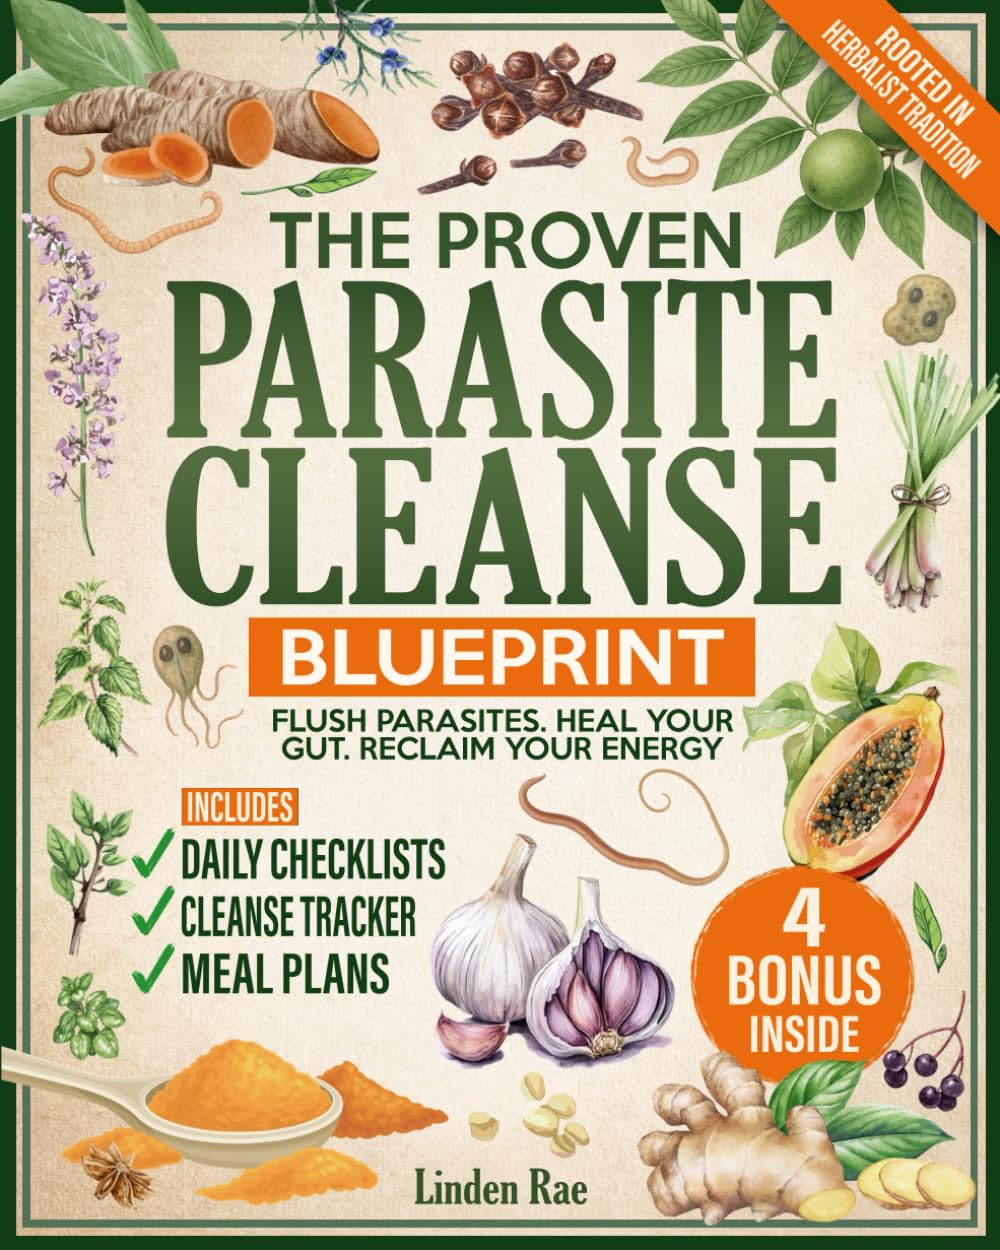 ROOTED IN
HERBALIST TRADITION
THE PROVEN
PARASITE
CLEANSE
BLUEPRINT
FLUSH PARASITES. HEAL YOUR
GUT. RECLAIM YOUR ENERGY
INCLUDES
DAILY CHECKLISTS
CLEANSE TRACKER
MEAL PLANS
4
BONUS
INSIDE
Linden Rae